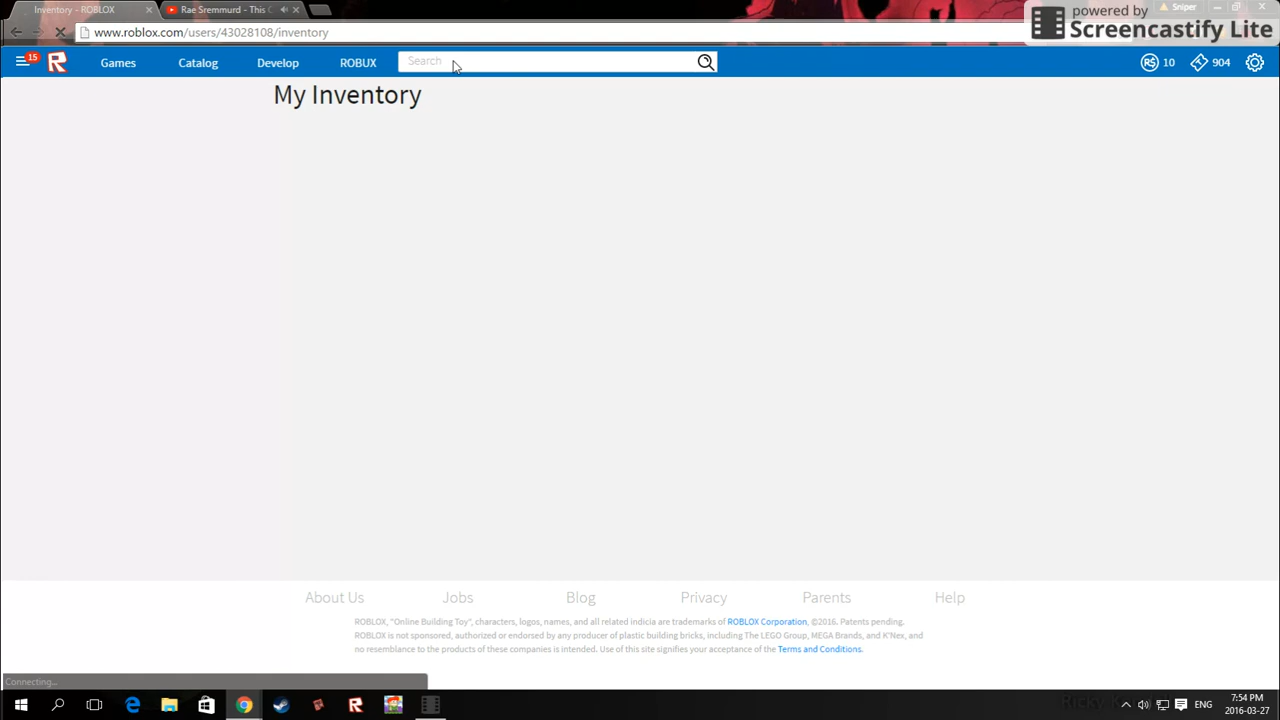 Inventory - ROBLOX
Rae Sremmurd - This C
Sniper
powered by
Screencastify Lite
www.roblox.com/users/43028108/inventory
15
Games
Catalog
Develop
ROBUX
Search
R$ 10
904
My Inventory
About Us
Jobs
Blog
Privacy
Parents
Help
ROBLOX, "Online Building Toy", characters, logos, names, and all related indicia are trademarks of ROBLOX Corporation, ©2016. Patents pending.
ROBLOX is not sponsored, authorized or endorsed by any producer of plastic building bricks, including The LEGO Group, MEGA Brands, and K'Nex, and
no resemblance to the products of these companies is intended. Use of this site signifies your acceptance of the Terms and Conditions.
Connecting...
ENG
7:54 PM
2016-03-27